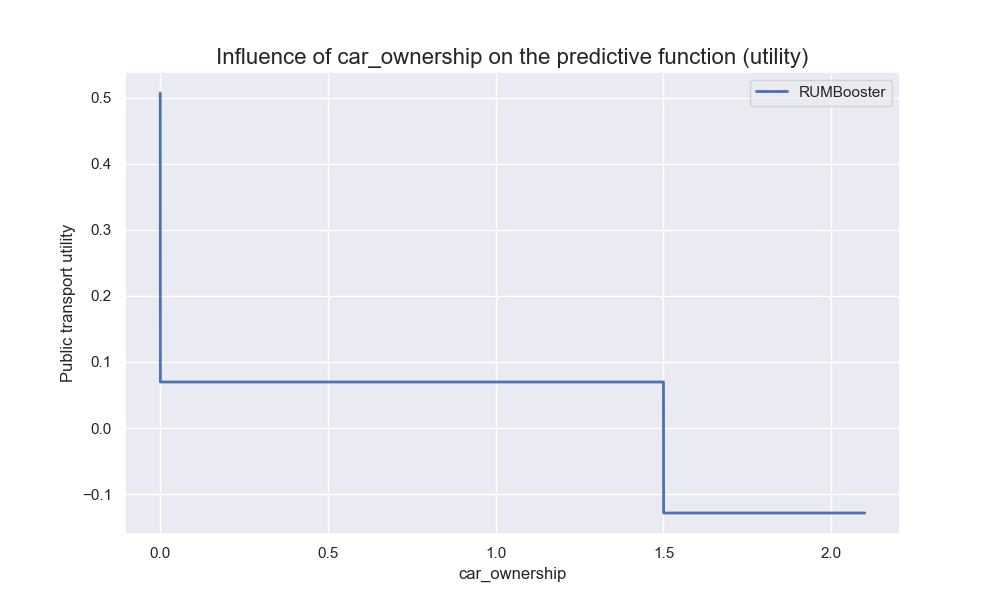 Influence of car_ownership on the predictive function (utility)
RUMBooster
Public transport utility
0.5
0.4
0.3
0.2
0.1
0.0
−0.1
0.0 0.5 1.0 1.5 2.0
car_ownership